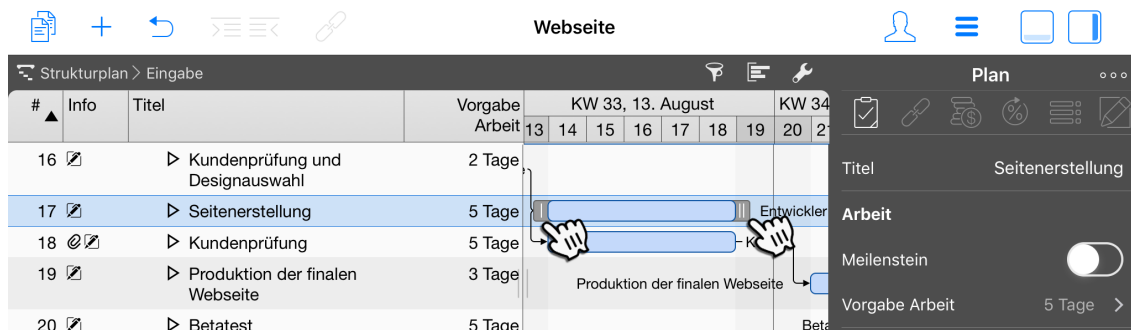 Webseite
Strukturplan > Eingabe
Plan
# Info Titel Vorgabe Arbeit
KW 33, 13. August KW 34
13 14 15 16 17 18 19 20
16 Kundenprüfung und Designauswahl 2 Tage
Titel Seitenerstellung
17 Seitenerstellung 5 Tage Entwickler
Arbeit
18 Kundenprüfung 5 Tage
Meilenstein
19 Produktion der finalen Webseite 3 Tage Produktion der finalen Webseite
Vorgabe Arbeit 5 Tage
20 Betatest 5 Tage